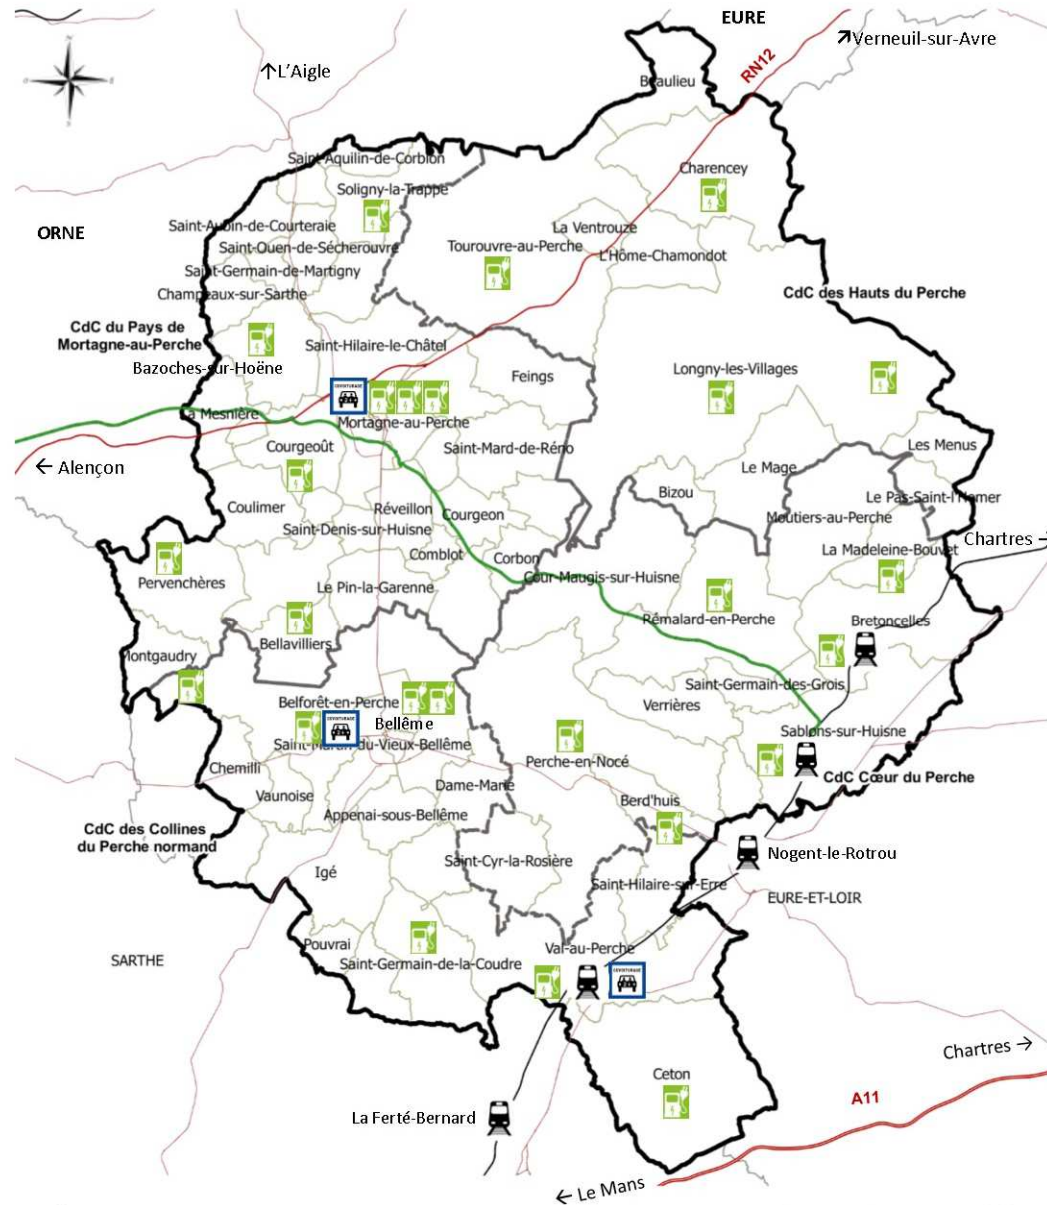 EURE
Verneuil-sur-Avre
RN12
L'Aigle
Beaulieu
Saint-Aquilin-de-Corbion
Charencey
Soligny-la-Trappe
Saint-Aubin-de-Courteraie
La Ventrouze
ORNE
Saint-Ouen-de-Sécherouvre
Tourouvre-au-Perche
L'Hôme-Chamondot
Saint-Germain-de-Martigny
Champeaux-sur-Sarthe
CdC des Hauts du Perche
CdC du Pays de
Mortagne-au-Perche
Saint-Hilaire-le-Châtel
Bazoches-sur-Hoëne
Feings
Longny-les-Villages
COVOITURAGE
La Mesnière
Mortagne-au-Perche
Courgeoût
Saint-Mard-de-Réno
Les Menus
← Alençon
Le Mage
Bizou
Le Pas-Saint-l'Homer
Coulimer
Réveillon
Courgeon
Moutiers-au-Perche
Saint-Denis-sur-Huisne
Chartres →
Comblot
Corbon
La Madeleine-Bouvet
Pervenchères
Cour-Maugis-sur-Huisne
Le Pin-la-Garenne
Rémalard-en-Perche
Bretoncelles
Bellavilliers
Montgaudry
Saint-Germain-des-Grois
Belforêt-en-Perche
Verrières
Bellême
COVOITURAGE
Sablons-sur-Huisne
Saint-Martin-du-Vieux-Bellême
Perche-en-Nocé
Chemilli
CdC Cœur du Perche
Dame-Marie
Vaunoise
Berd'huis
Appenai-sous-Bellême
CdC des Collines
du Perche normand
Nogent-le-Rotrou
Saint-Cyr-la-Rosière
Igé
Saint-Hilaire-sur-Erre
EURE-ET-LOIR
Pouvrai
Val-au-Perche
SARTHE
Saint-Germain-de-la-Coudre
COVOITURAGE
Chartres →
Ceton
A11
La Ferté-Bernard
← Le Mans